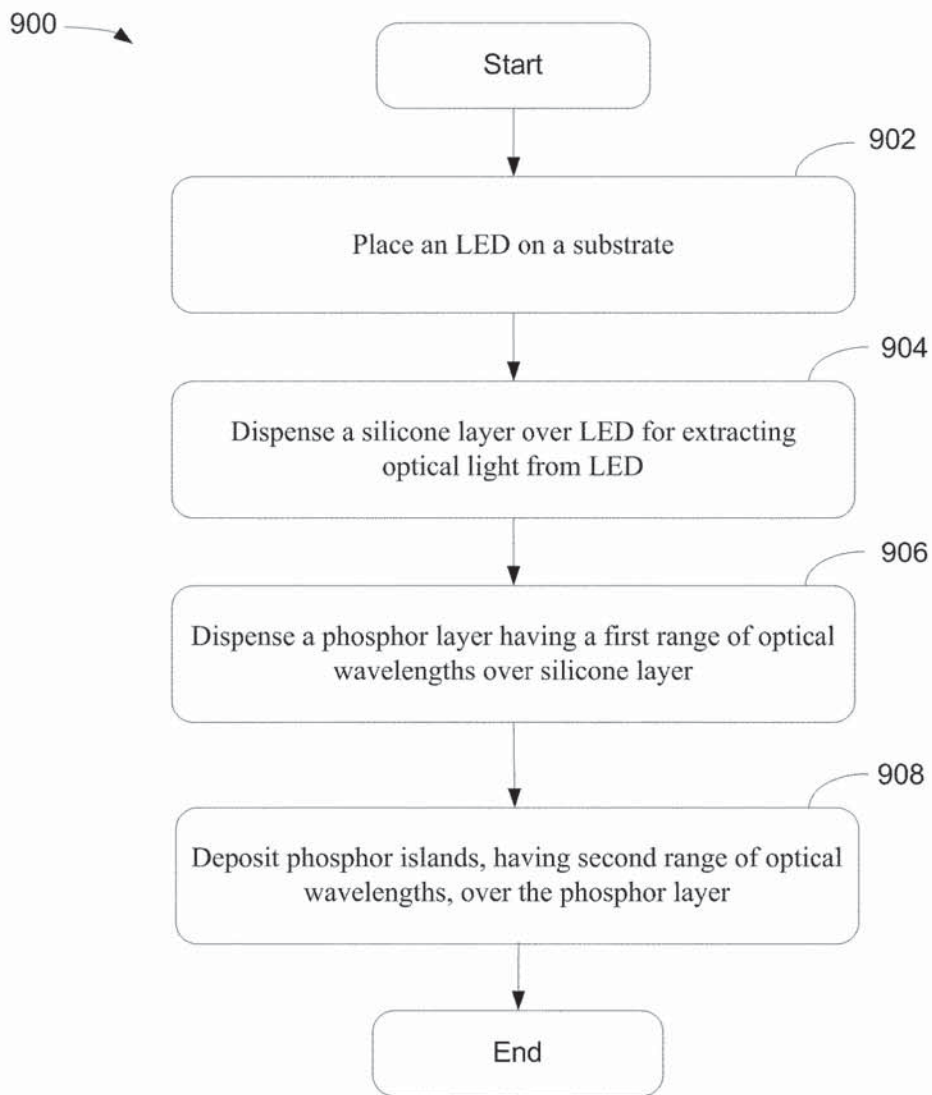 900
Start
902
Place an LED on a substrate
904
Dispense a silicone layer over LED for extracting
optical light from LED
906
Dispense a phosphor layer having a first range of optical
wavelengths over silicone layer
908
Deposit phosphor islands, having second range of optical
wavelengths, over the phosphor layer
End